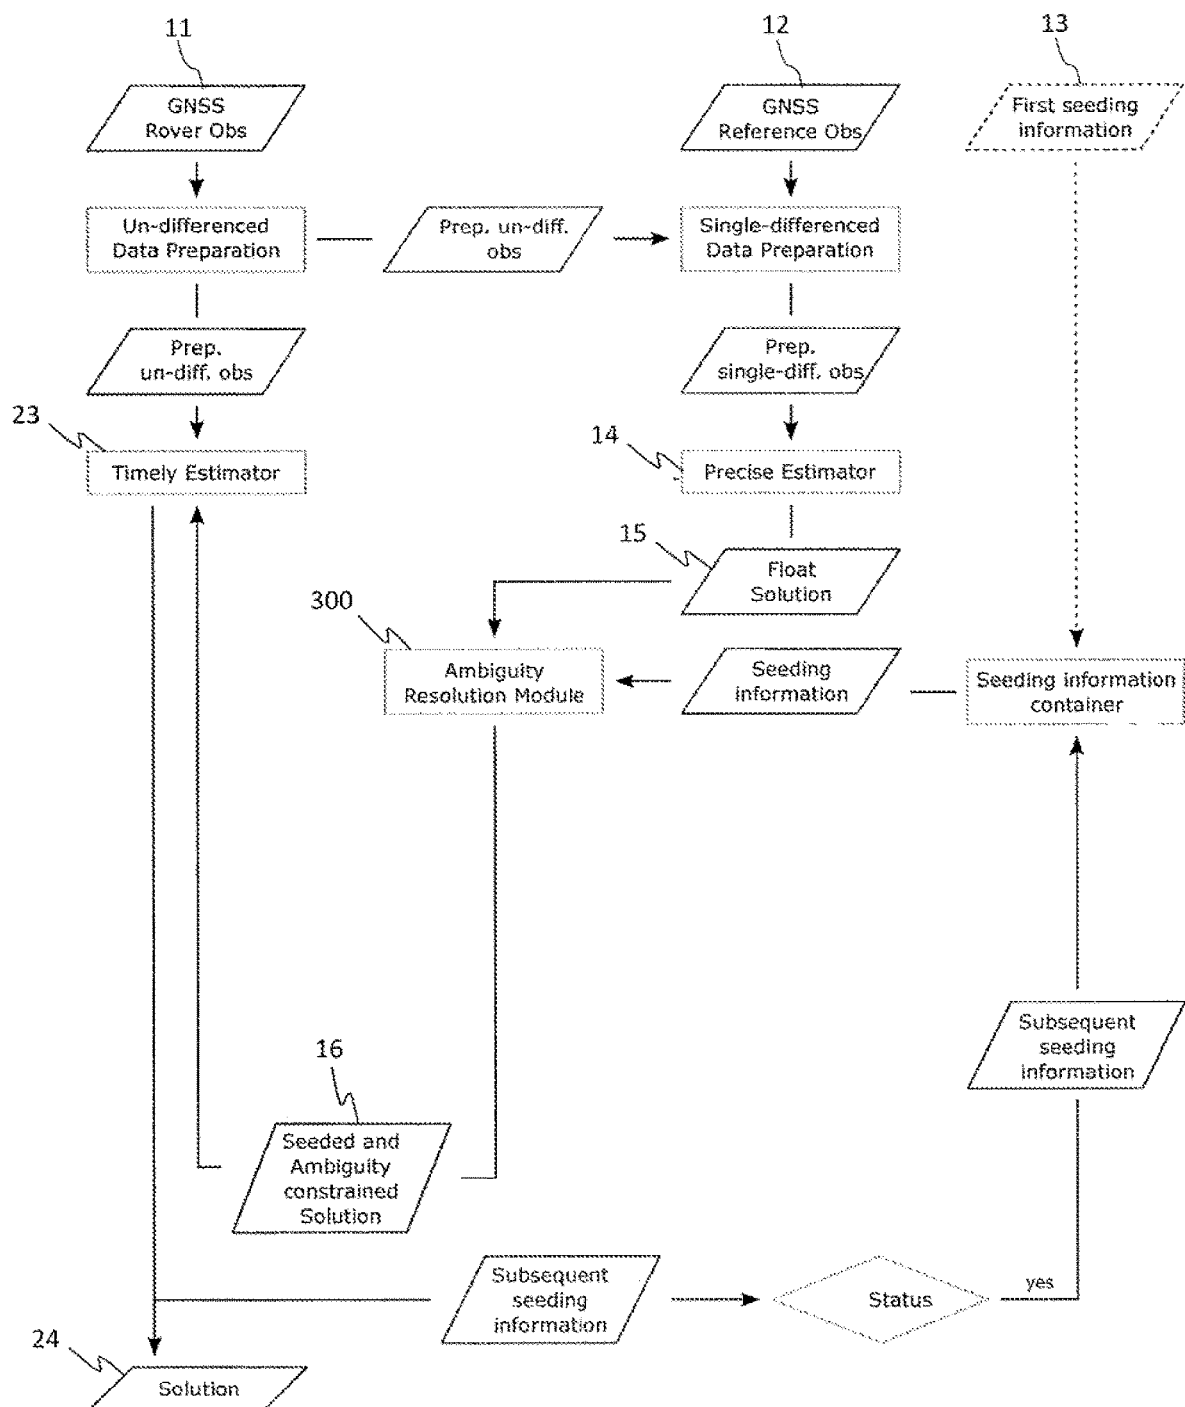 11
12
13
GNSS
Rover Obs
GNSS
Reference Obs
First seeding
information
Un-differenced
Data Preparation
Prep. un-diff.
obs
Single-differenced
Data Preparation
Prep.
un-diff. obs
Prep.
single-diff. obs
23
14
Timely Estimator
Precise Estimator
15
Float
Solution
300
Ambiguity
Resolution Module
Seeding
information
Seeding information
container
Subsequent
seeding
information
16
Seeded and
Ambiguity
constrained
Solution
Subsequent
seeding
information
Status
yes
24
Solution